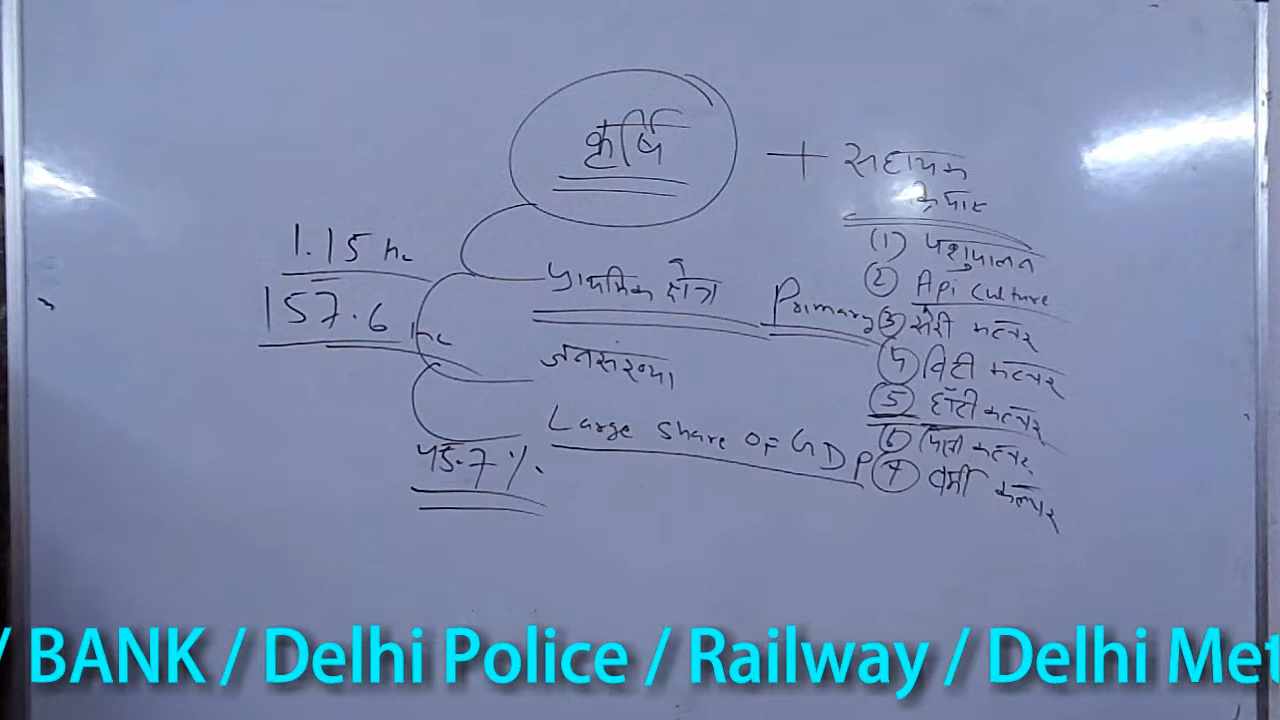 कृर्षि
+ सहायक
1.15 hc
157.6 hc
प्राथमिक क्षेत्र Primary
जनसंख्या
Large share of GDP
45.7 %.
(1) पशुपालन
(2) Api culture
(3) सेरी कल्चर
(4) विटी कल्चर
(5) हॉर्टी कल्चर
(6) कल्चर
(7) वर्मी कल्चर
/ BANK / Delhi Police / Railway / Delhi Met